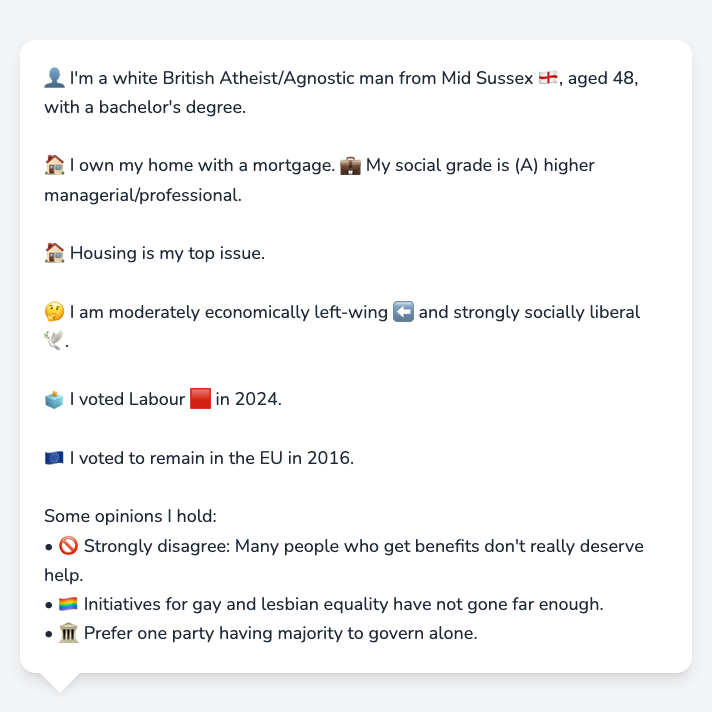 👤 I'm a white British Atheist/Agnostic man from Mid Sussex 🏴󠁧󠁢󠁥󠁮󠁧󠁿, aged 48,
with a bachelor's degree.
🏠 I own my home with a mortgage. 💼 My social grade is (A) higher
managerial/professional.
🏠 Housing is my top issue.
🤔 I am moderately economically left-wing ⬅️ and strongly socially liberal
🕊️.
🗳️ I voted Labour 🟥 in 2024.
🇪🇺 I voted to remain in the EU in 2016.
Some opinions I hold:
• 🚫 Strongly disagree: Many people who get benefits don't really deserve
help.
• 🏳️‍🌈 Initiatives for gay and lesbian equality have not gone far enough.
• 🏛️ Prefer one party having majority to govern alone.